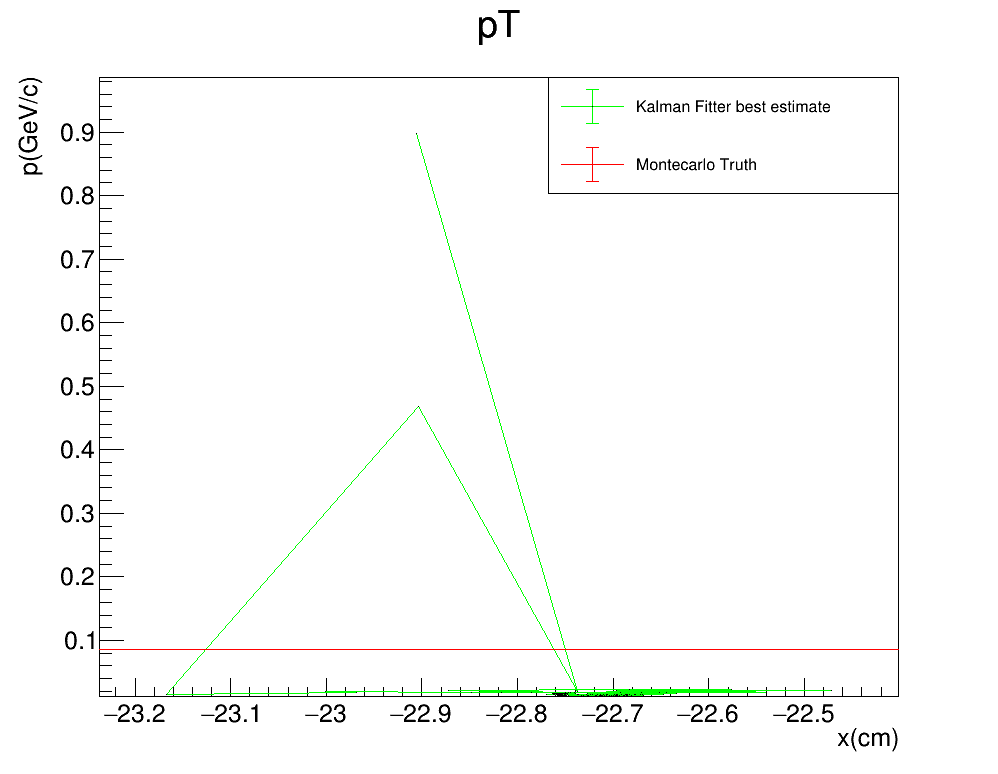 pT
p(GeV/c)
Kalman Fitter best estimate
Montecarlo Truth
0.9
0.8
0.7
0.6
0.5
0.4
0.3
0.2
0.1
−23.2 −23.1 −23 −22.9 −22.8 −22.7 −22.6 −22.5
x(cm)